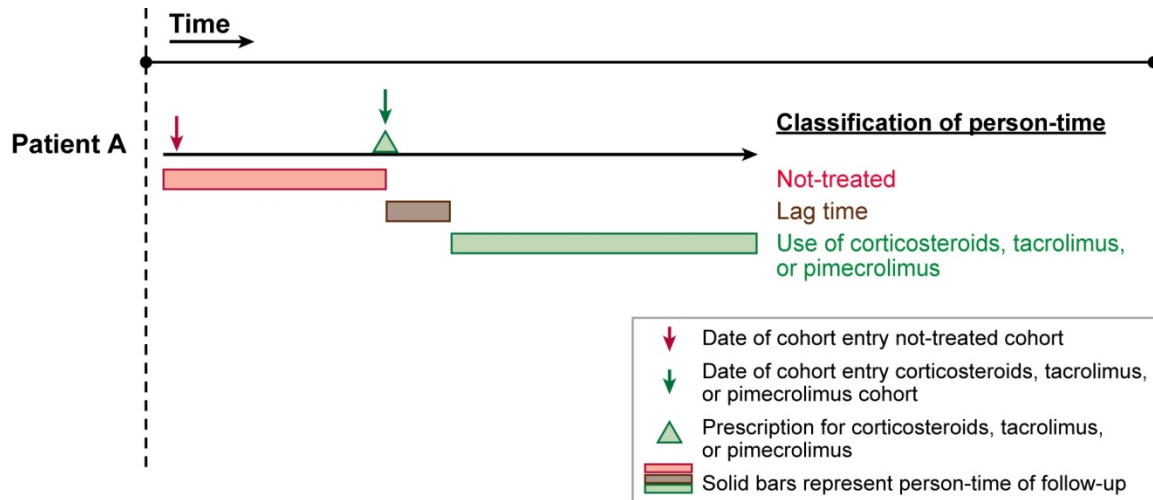 Time
Patient A
Classification of person-time
Not-treated
Lag time
Use of corticosteroids, tacrolimus,
or pimecrolimus
Date of cohort entry not-treated cohort
Date of cohort entry corticosteroids, tacrolimus,
or pimecrolimus cohort
Prescription for corticosteroids, tacrolimus,
or pimecrolimus
Solid bars represent person-time of follow-up